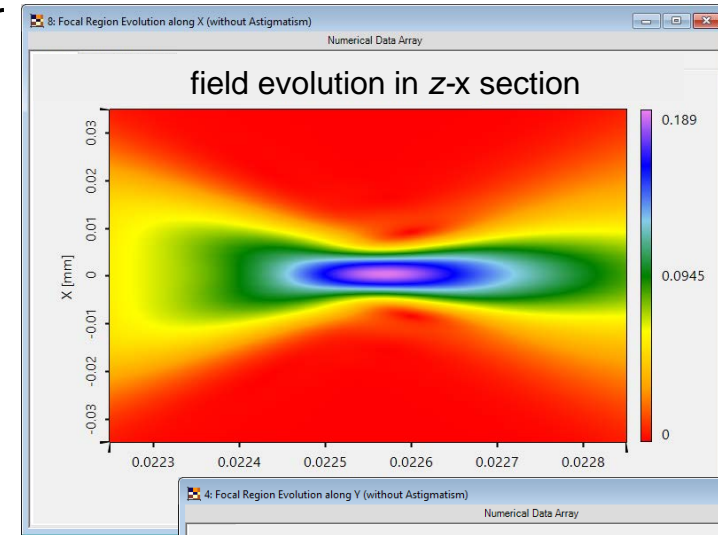 r
8: Focal Region Evolution along X (without Astigmatism)
Numerical Data Array
field evolution in z-x section
0.189
0.0945
0
X [mm]
0.03
0.02
0.01
0
-0.01
-0.02
-0.03
0.0223 0.0224 0.0225 0.0226 0.0227 0.0228
4: Focal Region Evolution along Y (without Astigmatism)
Numerical Data Array